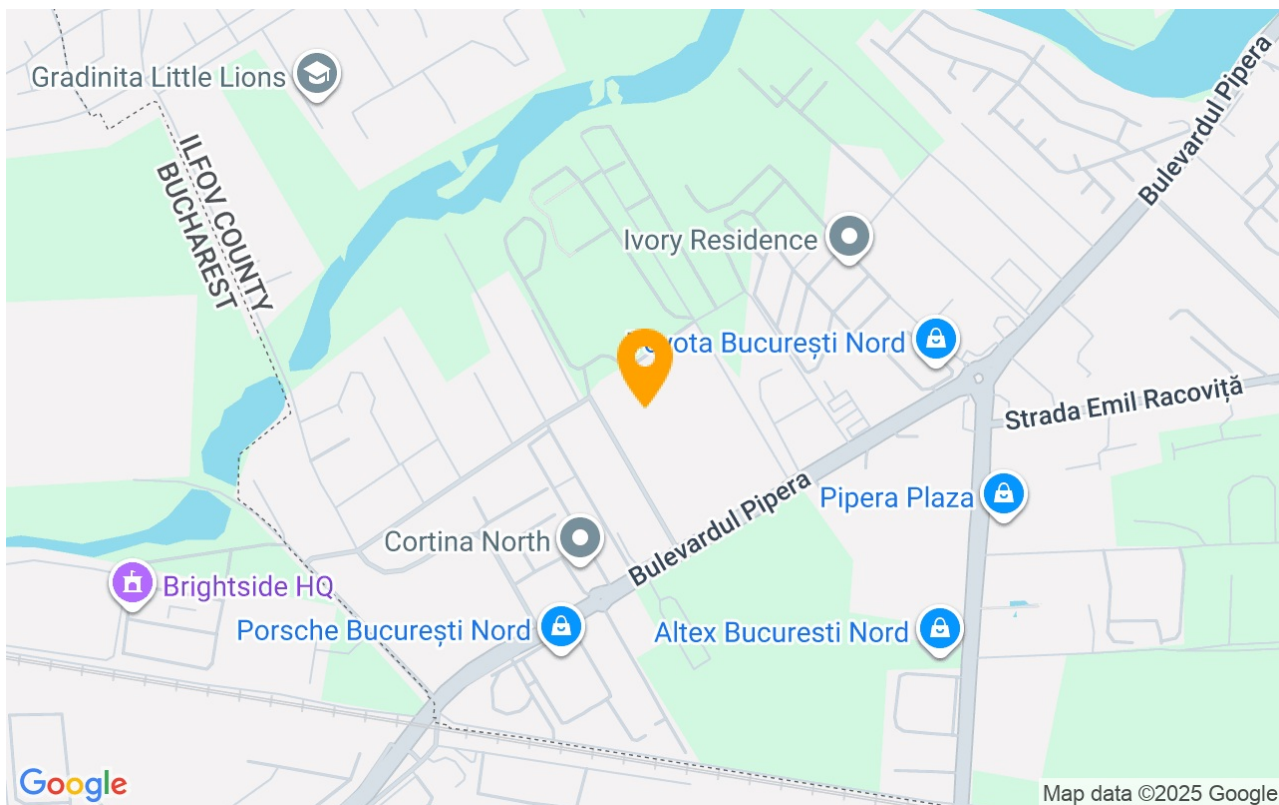 Gradinita Little Lions
ILFOV COUNTY
BUCHAREST
Bulevardul Pipera
Ivory Residence
București Nord
Strada Emil Racoviță
Pipera Plaza
Bulevardul Pipera
Cortina North
Brightside HQ
Porsche București Nord
Altex Bucuresti Nord
Google
Map data ©2025 Google